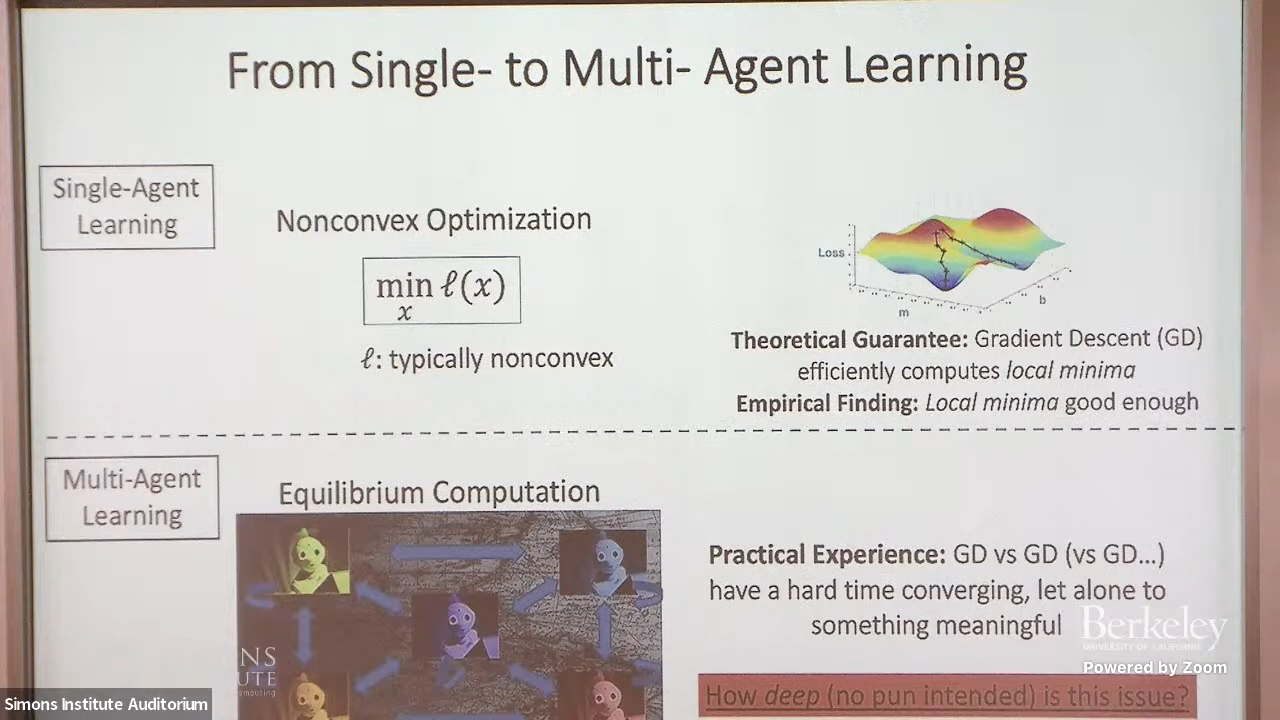 From Single- to Multi- Agent Learning
Single-Agent
Learning
Nonconvex Optimization
min ℓ(x)
x
ℓ: typically nonconvex
Loss
m
b
Theoretical Guarantee: Gradient Descent (GD)
efficiently computes local minima
Empirical Finding: Local minima good enough
Multi-Agent
Learning
Equilibrium Computation
Practical Experience: GD vs GD (vs GD...)
have a hard time converging, let alone to
something meaningful
How deep (no pun intended) is this issue?
Berkeley
UNIVERSITY OF CALIFORNIA
Powered by Zoom
Simons Institute Auditorium